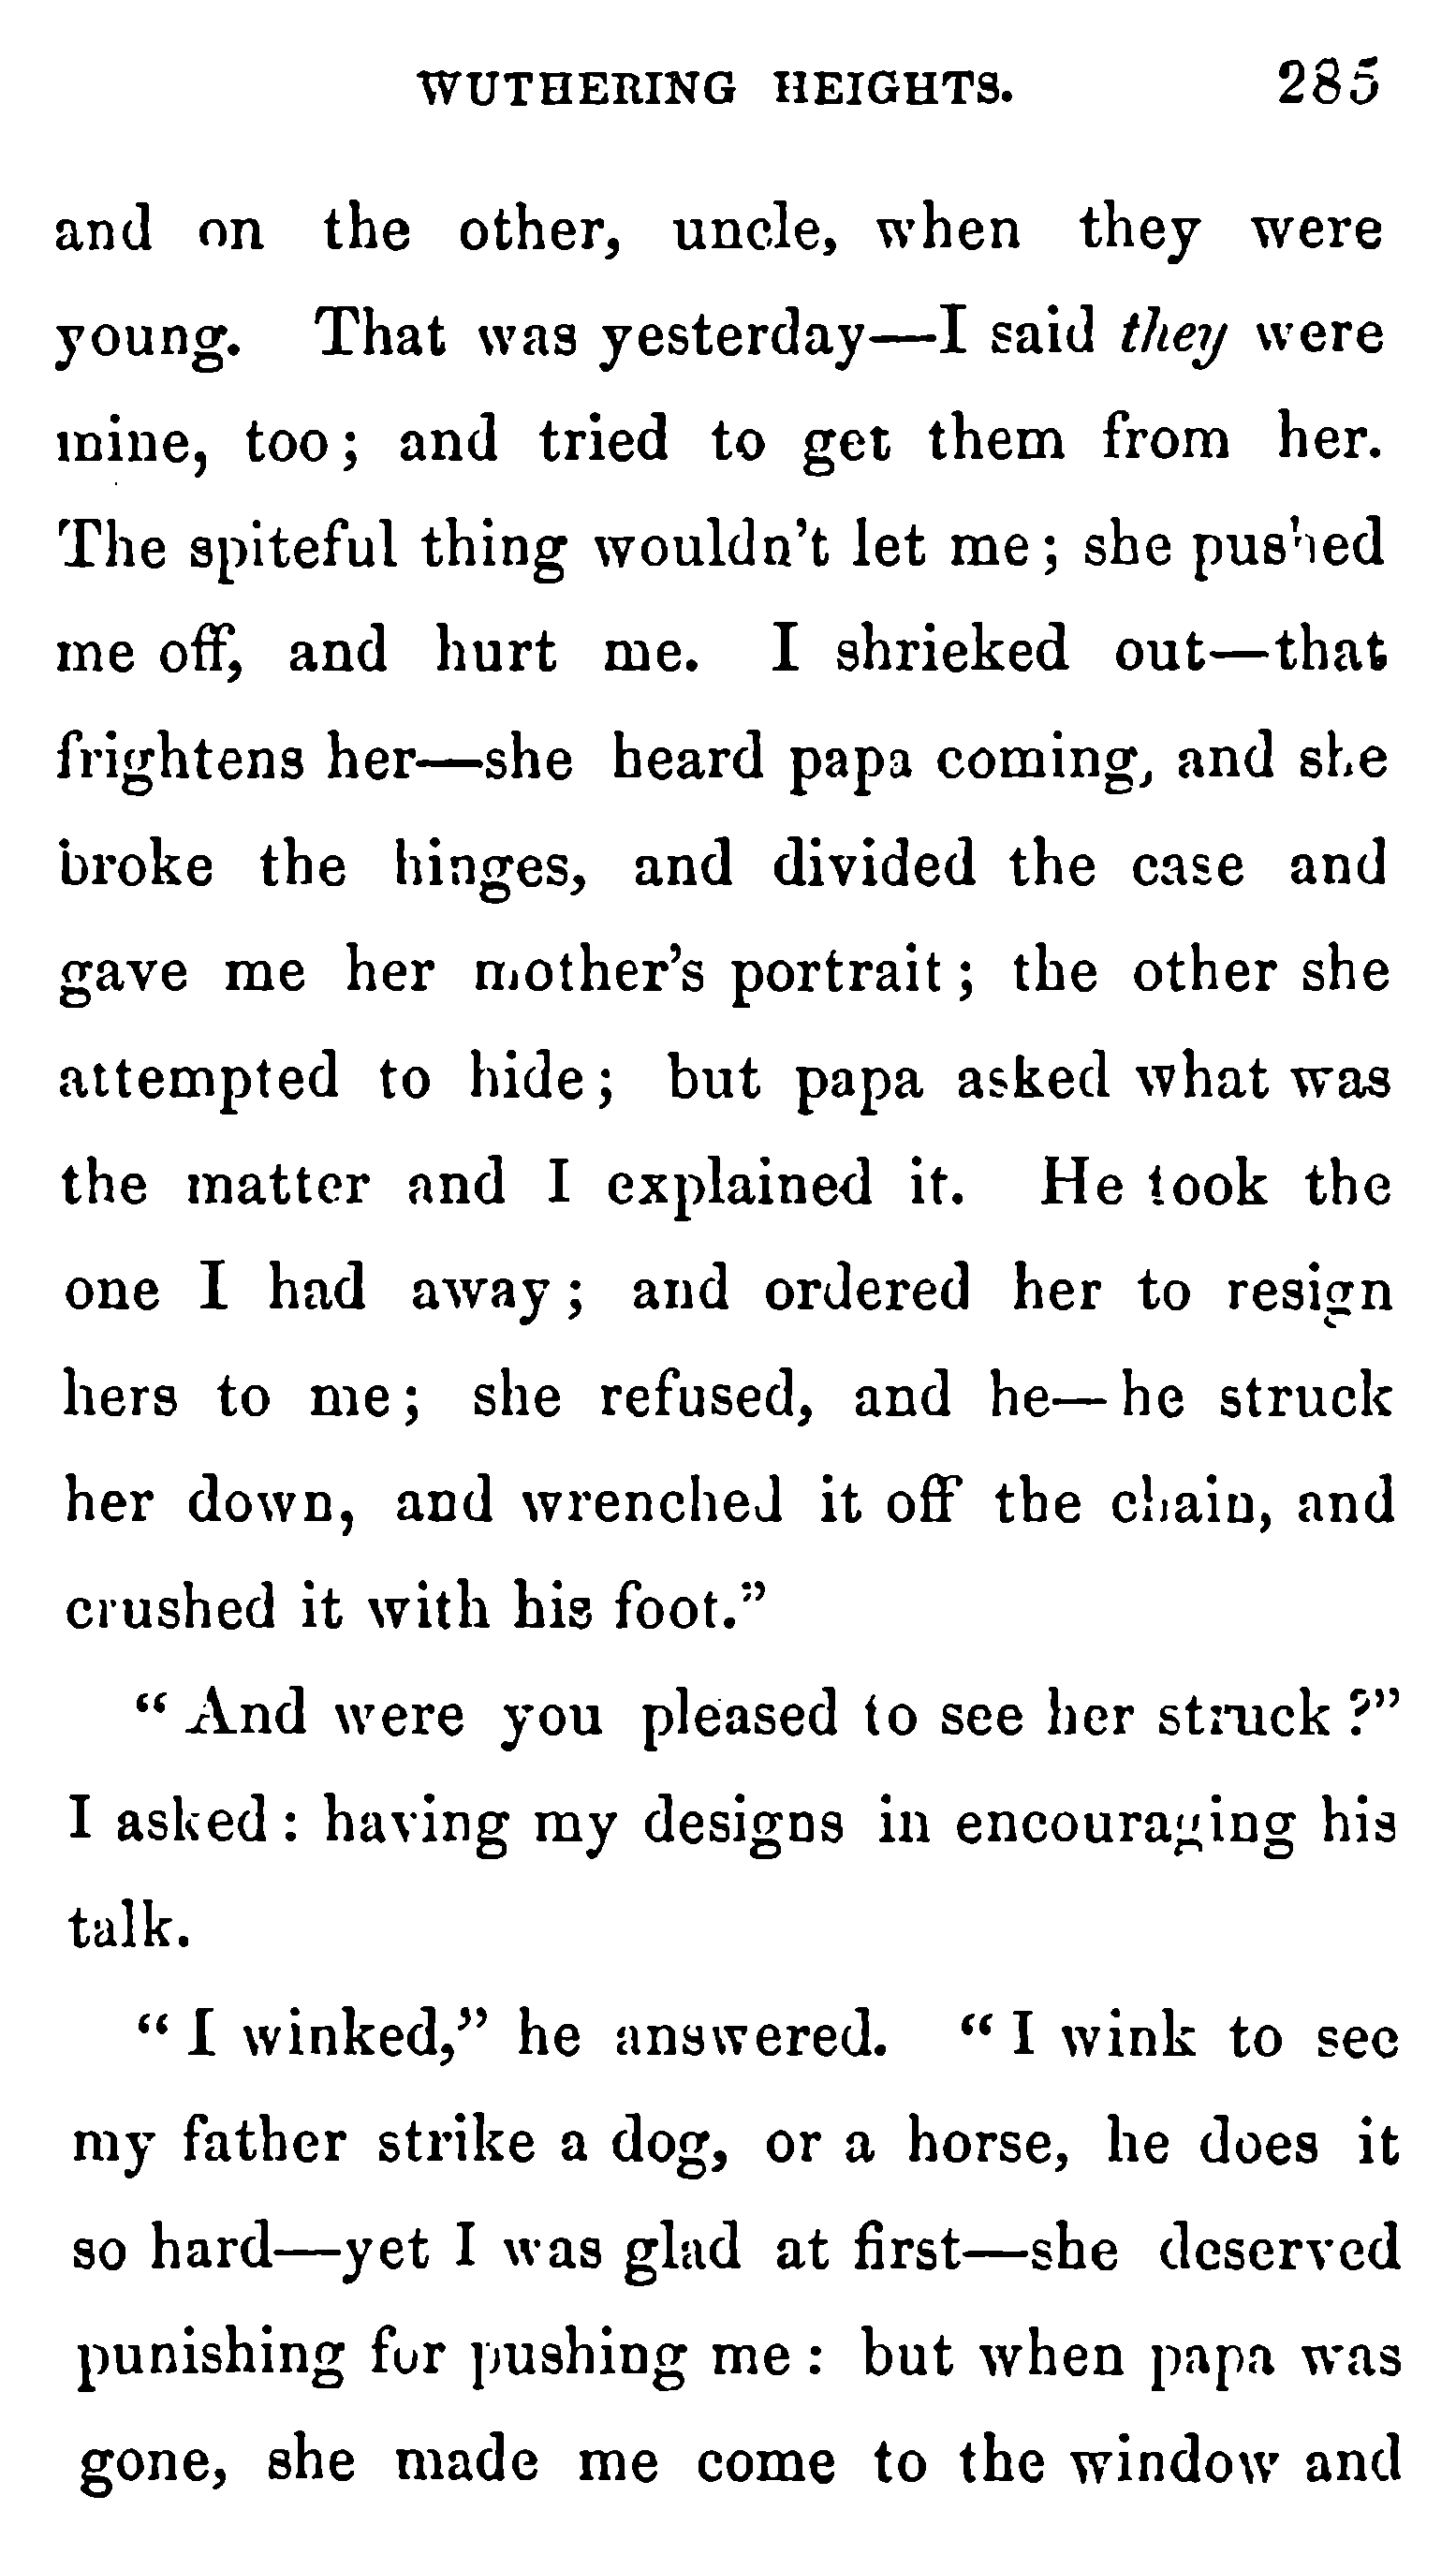 WUTHERING HEIGHTS. 285
and on the other, uncle, when they were
young. That was yesterday—I said they were
mine, too; and tried to get them from her.
The spiteful thing wouldn't let me; she pushed
me off, and hurt me. I shrieked out—that
frightens her—she heard papa coming, and she
broke the hinges, and divided the case and
gave me her mother's portrait; the other she
attempted to hide; but papa asked what was
the matter and I explained it. He took the
one I had away; and ordered her to resign
hers to me; she refused, and he—he struck
her down, and wrenched it off the chain, and
crushed it with his foot."
"And were you pleased to see her struck?"
I asked: having my designs in encouraging his
talk.
"I winked," he answered. "I wink to see
my father strike a dog, or a horse, he does it
so hard—yet I was glad at first—she deserved
punishing for pushing me: but when papa was
gone, she made me come to the window and